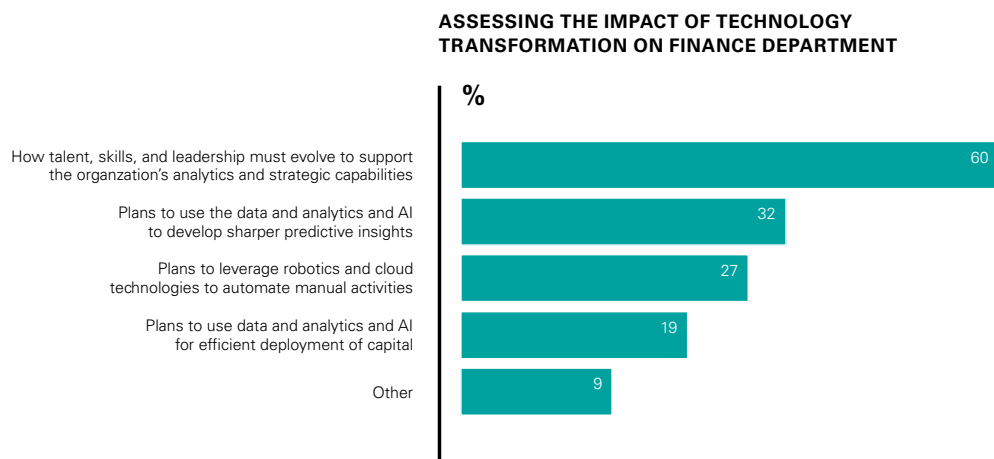 ASSESSING THE IMPACT OF TECHNOLOGY
TRANSFORMATION ON FINANCE DEPARTMENT
%
How talent, skills, and leadership must evolve to support
the organzation's analytics and strategic capabilities
60
Plans to use the data and analytics and AI
to develop sharper predictive insights
32
Plans to leverage robotics and cloud
technologies to automate manual activities
27
Plans to use data and analytics and AI
for efficient deployment of capital
19
Other
9